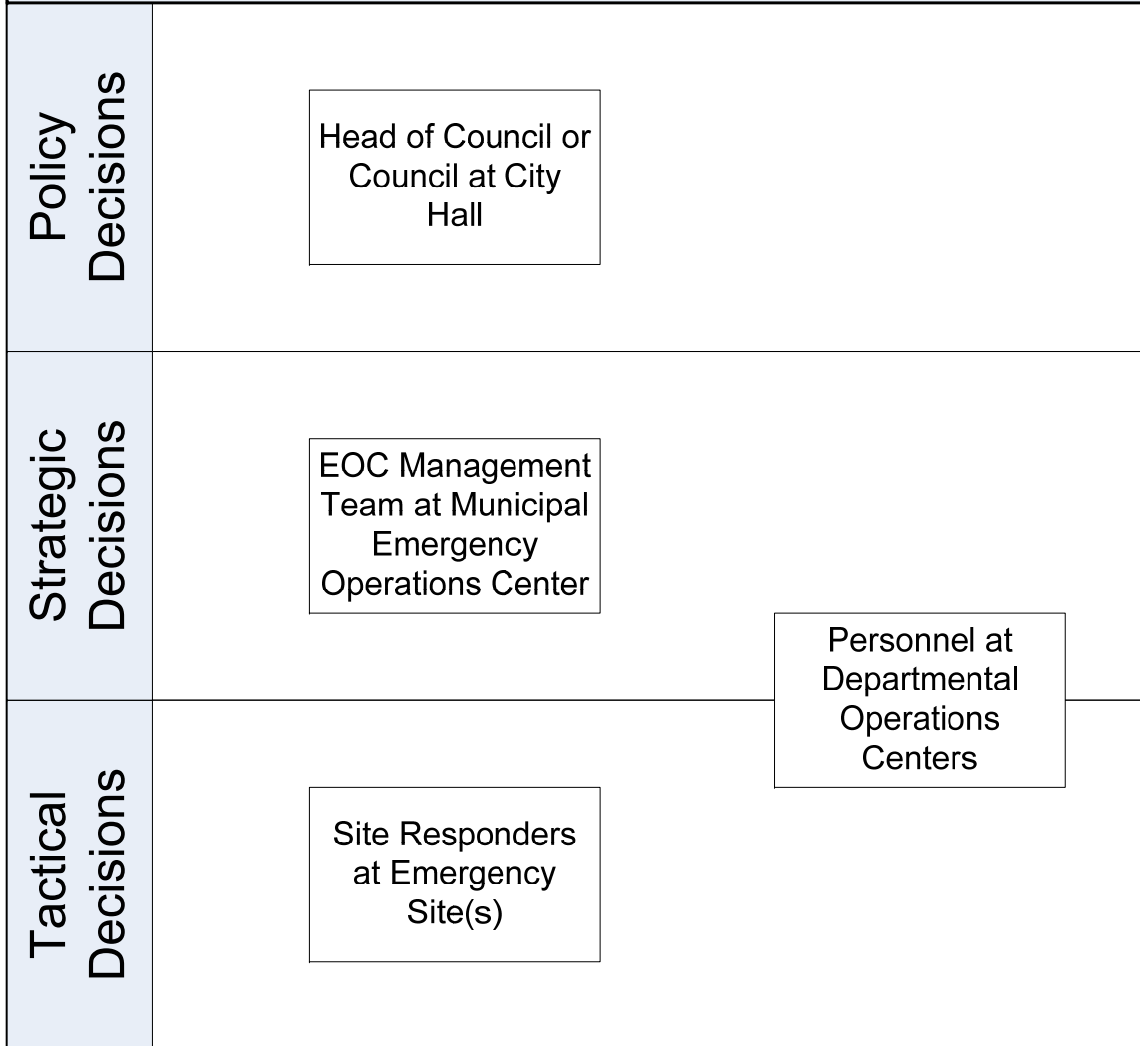 Policy
Decisions
Head of Council or
Council at City
Hall
Strategic
Decisions
EOC Management
Team at Municipal
Emergency
Operations Center
Personnel at
Departmental
Operations
Centers
Tactical
Decisions
Site Responders
at Emergency
Site(s)